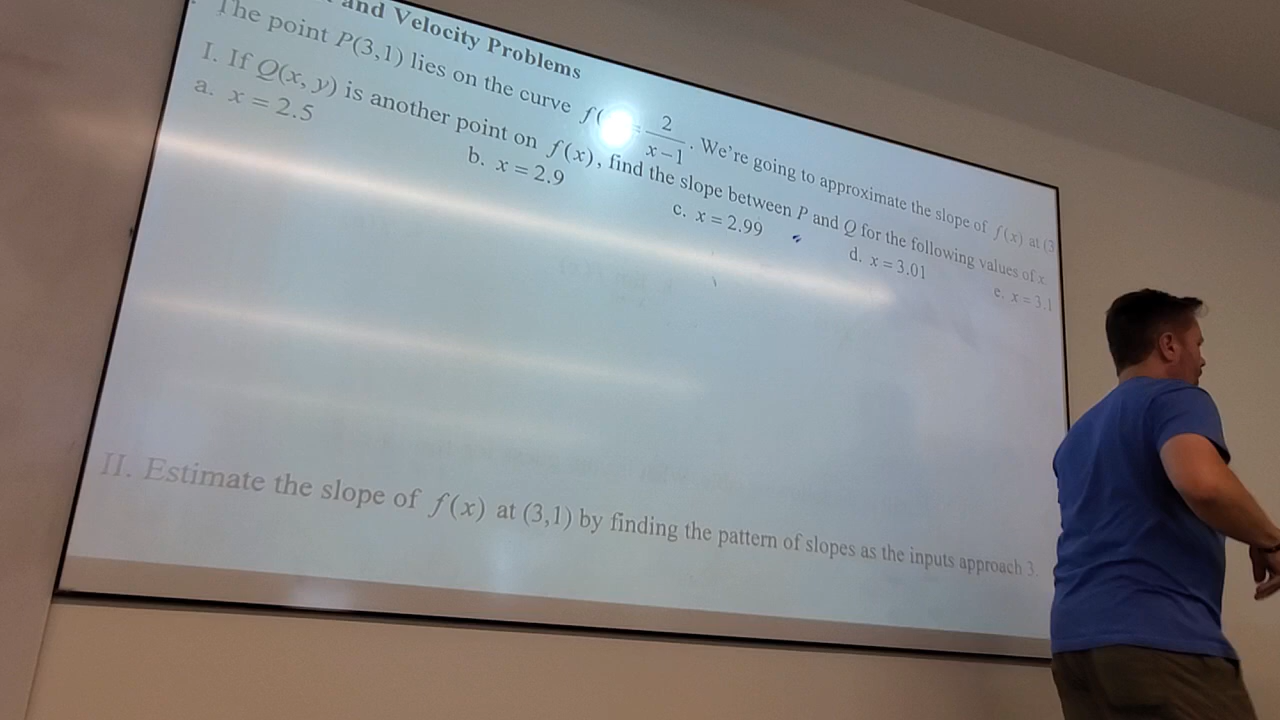 and Velocity Problems
The point P(3,1) lies on the curve f( = 2/(x−1). We're going to approximate the slope of f(x) at (3
I. If Q(x, y) is another point on f(x), find the slope between P and Q for the following values of x.
a. x = 2.5 b. x = 2.9 c. x = 2.99 d. x = 3.01 e. x = 3.1
II. Estimate the slope of f(x) at (3,1) by finding the pattern of slopes as the inputs approach 3.